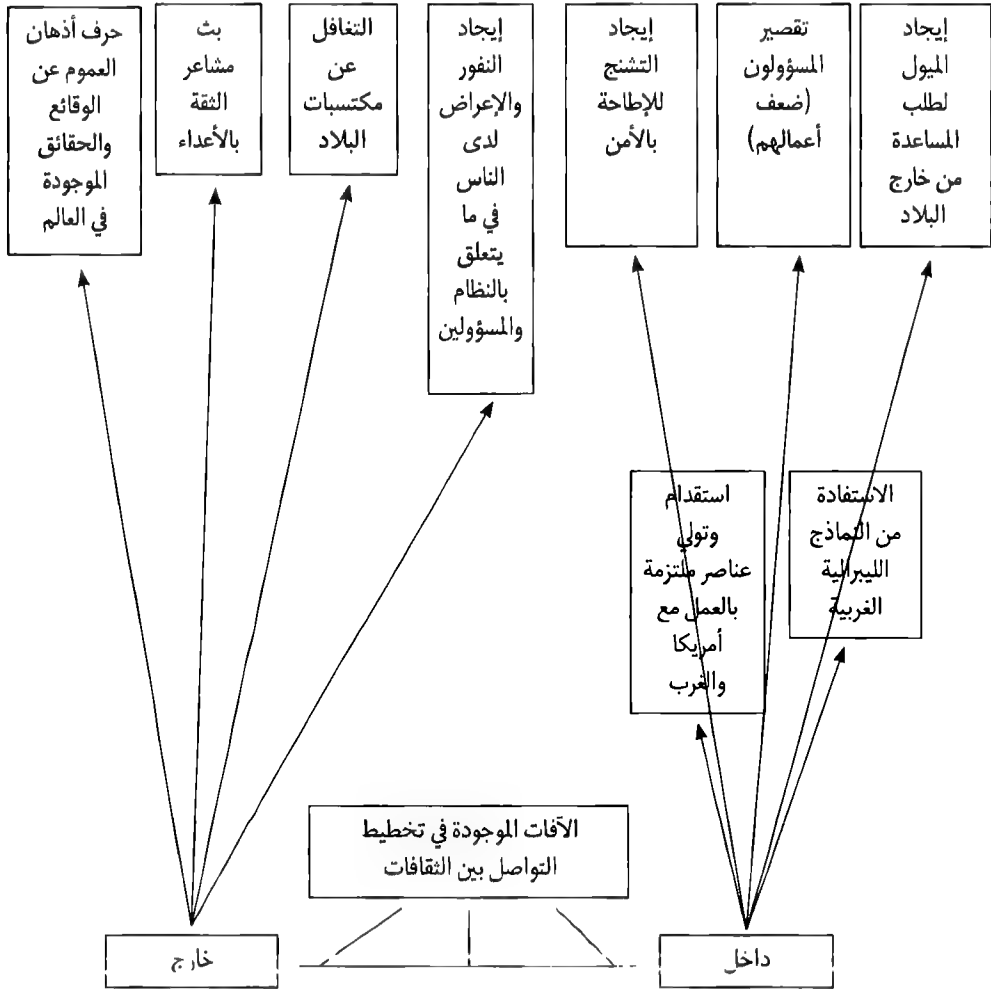 إيجاد
الميول
لطلب
المساعدة
من خارج
البلاد
تقصير
المسؤولون
(ضعف
أعمالهم)
إيجاد
التشنج
للإطاحة
بالأمن
إيجاد
النفور
والإعراض
لدى
الناس
في ما
يتعلق
بالنظام
والمسؤولين
التغافل
عن
مكتسبات
البلاد
بث
مشاعر
الثقة
بالأعداء
حرف أذهان
العموم عن
الوقائع
والحقائق
الموجودة
في العالم
الاستفادة
من النماذج
الليبرالية
الغربية
استقدام
وتولي
عناصر ملتزمة
بالعمل مع
أمريكا
والغرب
الآفات الموجودة في تخطيط
التواصل بين الثقافات
داخل
خارج